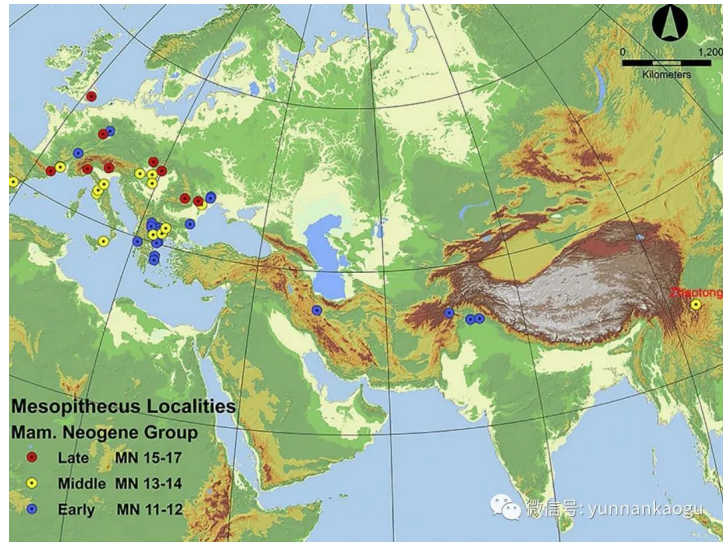 0 1,200
Kilometers
Zhaotong
Mesopithecus Localities
Mam. Neogene Group
Late MN 15-17
Middle MN 13-14
Early MN 11-12
微信号: yunnankaogu